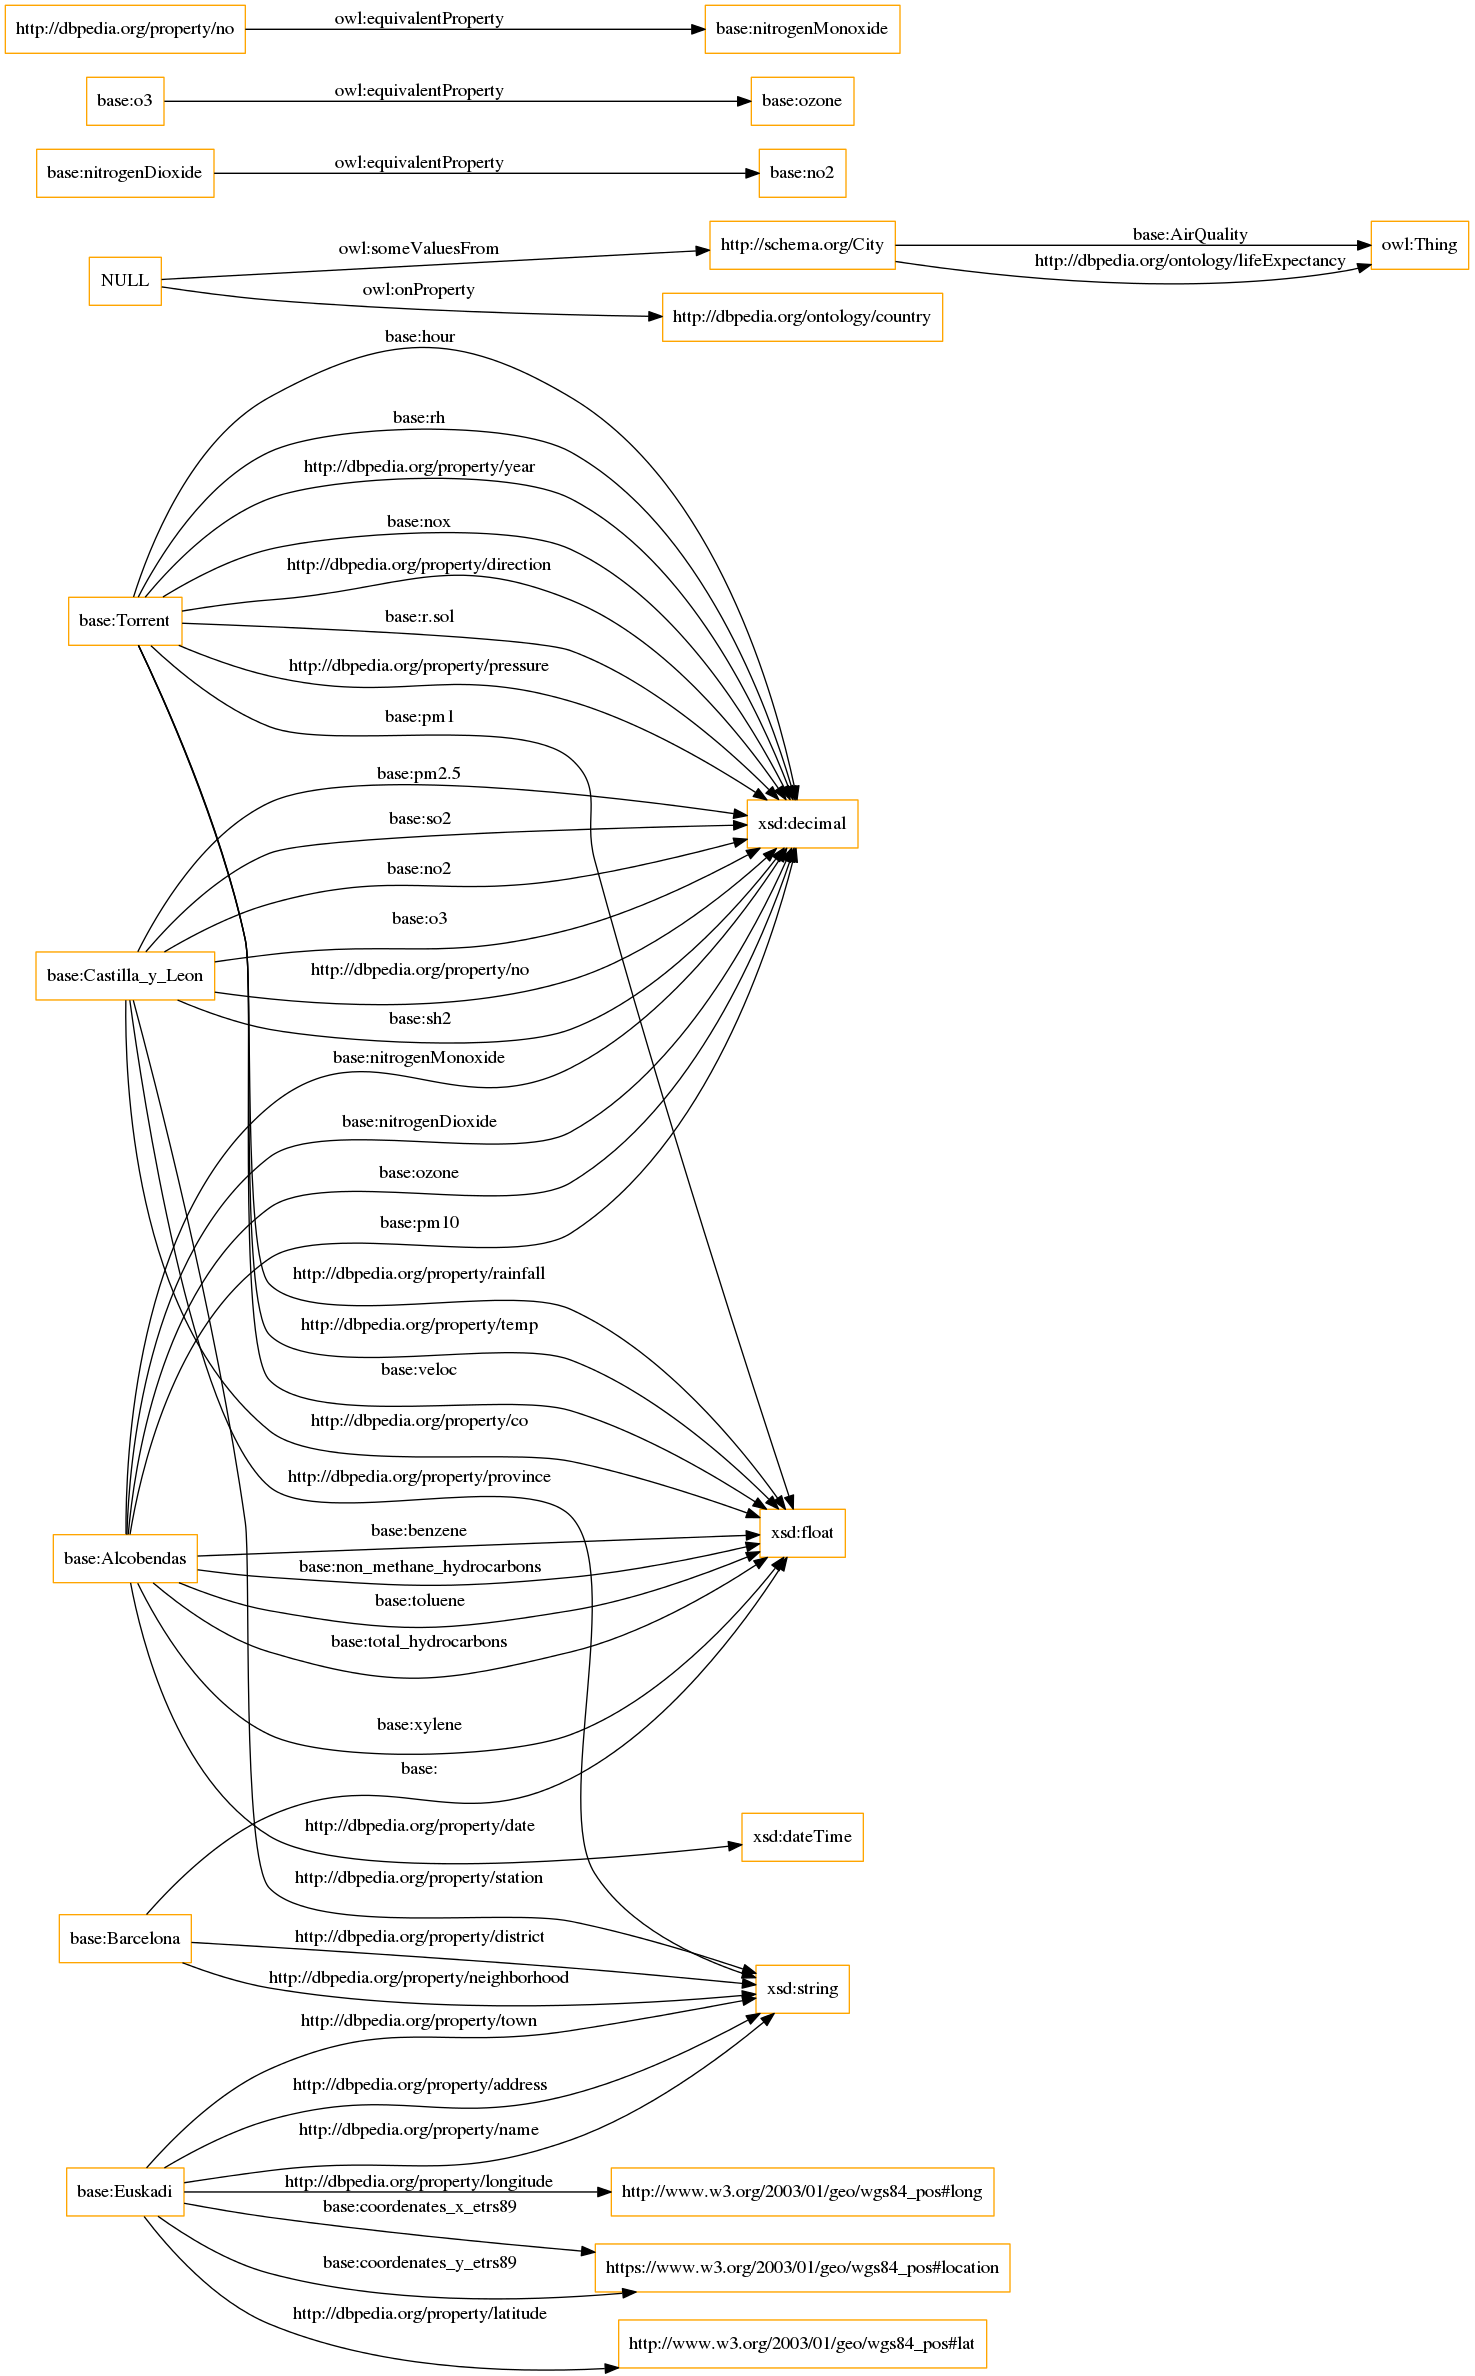 owl:equivalentProperty
http://dbpedia.org/property/no
base:nitrogenMonoxide
owl:equivalentProperty
base:o3
base:ozone
owl:equivalentProperty
base:nitrogenDioxide
base:no2
base:AirQuality
owl:someValuesFrom
http://schema.org/City
owl:Thing
http://dbpedia.org/ontology/lifeExpectancy
NULL
owl:onProperty
http://dbpedia.org/ontology/country
base:hour
base:rh
http://dbpedia.org/property/year
base:nox
http://dbpedia.org/property/direction
base:r.sol
base:Torrent
http://dbpedia.org/property/pressure
base:pm1
base:pm2.5
base:so2
xsd:decimal
base:no2
base:o3
http://dbpedia.org/property/no
base:Castilla_y_Leon
base:sh2
base:nitrogenMonoxide
base:nitrogenDioxide
base:ozone
base:pm10
http://dbpedia.org/property/rainfall
http://dbpedia.org/property/temp
base:veloc
http://dbpedia.org/property/co
http://dbpedia.org/property/province
base:benzene
xsd:float
base:Alcobendas
base:non_methane_hydrocarbons
base:toluene
base:total_hydrocarbons
base:xylene
base:
http://dbpedia.org/property/date
xsd:dateTime
http://dbpedia.org/property/station
base:Barcelona
http://dbpedia.org/property/district
http://dbpedia.org/property/neighborhood
xsd:string
http://dbpedia.org/property/town
http://dbpedia.org/property/address
http://dbpedia.org/property/name
http://dbpedia.org/property/longitude
base:Euskadi
http://www.w3.org/2003/01/geo/wgs84_pos#long
base:coordenates_x_etrs89
base:coordenates_y_etrs89
https://www.w3.org/2003/01/geo/wgs84_pos#location
http://dbpedia.org/property/latitude
http://www.w3.org/2003/01/geo/wgs84_pos#lat